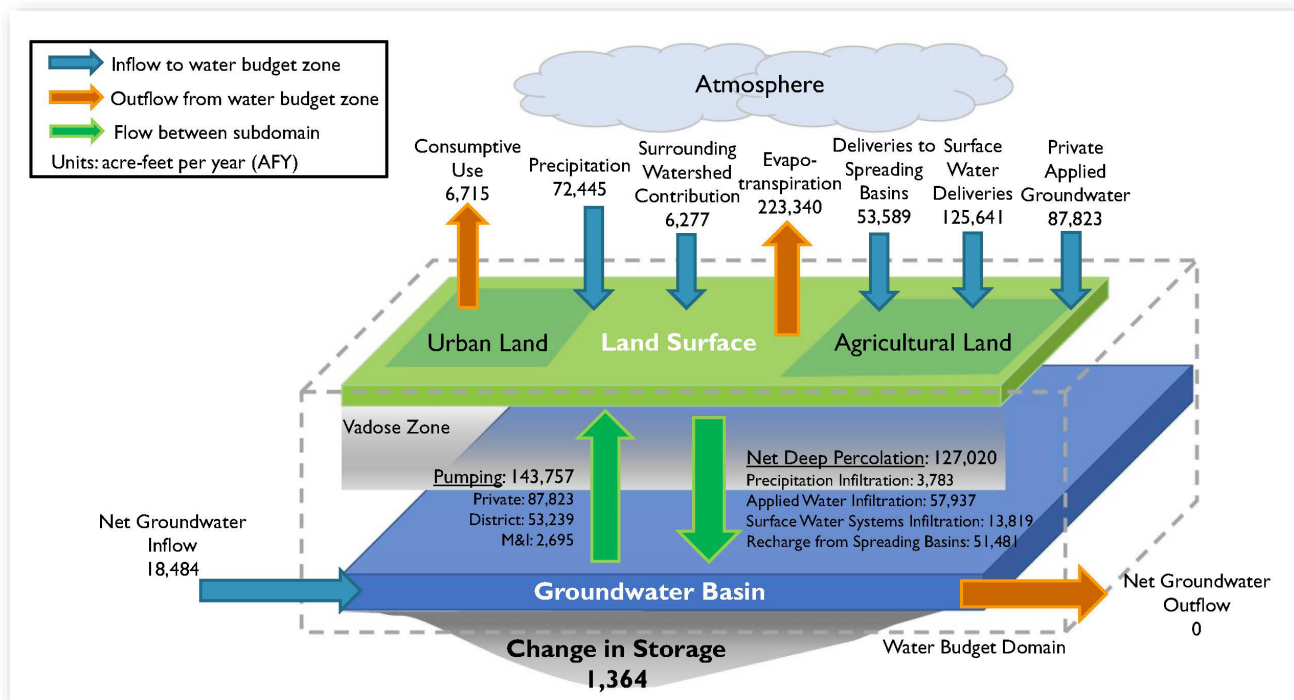 Inflow to water budget zone
Outflow from water budget zone
Flow between subdomain
Units: acre-feet per year (AFY)
Atmosphere
Consumptive
Use
6,715
Precipitation
72,445
Surrounding
Watershed
Contribution
6,277
Evapo-
transpiration
223,340
Deliveries to
Spreading
Basins
53,589
Surface
Water
Deliveries
125,641
Private
Applied
Groundwater
87,823
Urban Land
Land Surface
Agricultural Land
Vadose Zone
Pumping: 143,757
Private: 87,823
District: 53,239
M&I: 2,695
Net Deep Percolation: 127,020
Precipitation Infiltration: 3,783
Applied Water Infiltration: 57,937
Surface Water Systems Infiltration: 13,819
Recharge from Spreading Basins: 51,481
Net Groundwater
Inflow
18,484
Groundwater Basin
Net Groundwater
Outflow
0
Change in Storage
1,364
Water Budget Domain